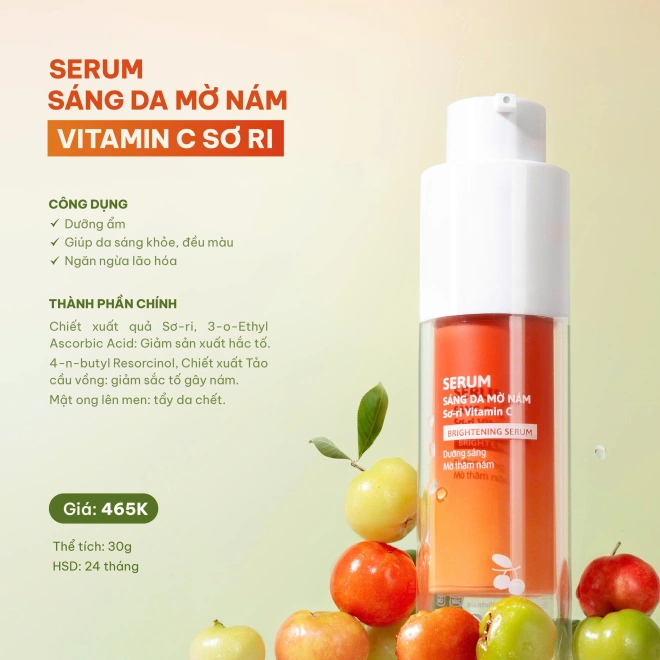 SERUM
SÁNG DA MỜ NÁM
VITAMIN C SƠ RI
CÔNG DỤNG
✓ Dưỡng ẩm
✓ Giúp da sáng khỏe, đều màu
✓ Ngăn ngừa lão hóa
THÀNH PHẦN CHÍNH
Chiết xuất quả Sơ-ri, 3-o-Ethyl
Ascorbic Acid: Giảm sản xuất hắc tố.
4-n-butyl Resorcinol, Chiết xuất Tảo
cầu vồng: giảm sắc tố gây nám.
Mật ong lên men: tẩy da chết.
Giá: 465K
Thể tích: 30g
HSD: 24 tháng
SERUM
SÁNG DA MỜ NÁM
Sơ-ri Vitamin C
BRIGHTENING SERUM
Dưỡng sáng
Mờ thâm nám